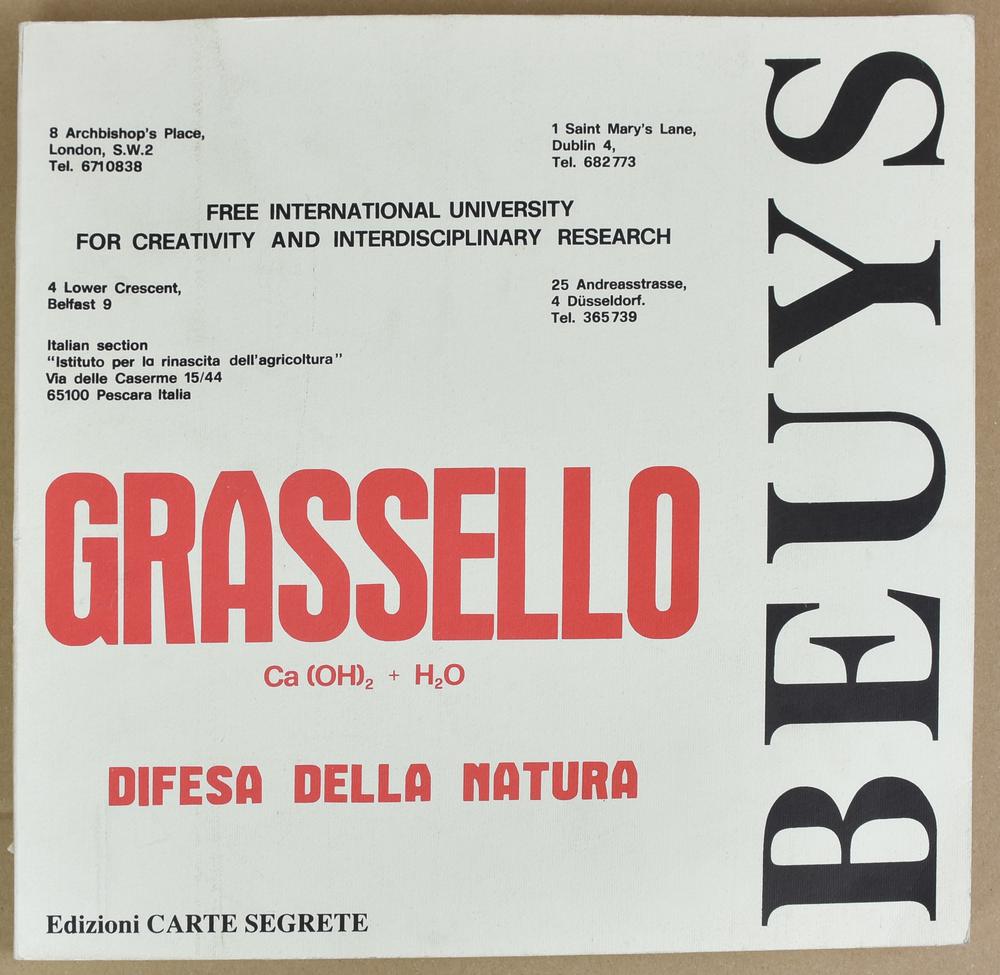 8 Archbishop's Place,
London, S.W.2
Tel. 6710838
1 Saint Mary's Lane,
Dublin 4,
Tel. 682773
FREE INTERNATIONAL UNIVERSITY
FOR CREATIVITY AND INTERDISCIPLINARY RESEARCH
4 Lower Crescent,
Belfast 9
25 Andreasstrasse,
4 Düsseldorf.
Tel. 365739
Italian section
"Istituto per la rinascita dell'agricoltura"
Via delle Caserme 15/44
65100 Pescara Italia
GRASSELLO
Ca (OH)₂ + H₂O
DIFESA DELLA NATURA
Edizioni CARTE SEGRETE
BEUYS